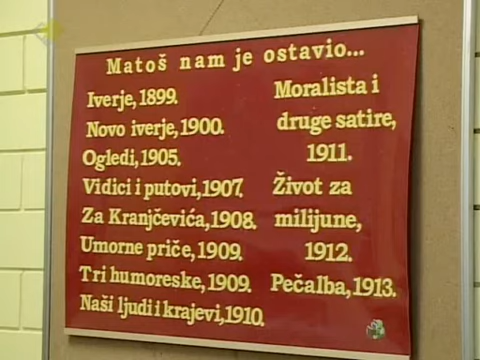 Matoš nam je ostavio...
Iverje, 1899.
Novo iverje, 1900.
Ogledi, 1905.
Vidici i putovi, 1907.
Za Kranjčevića, 1908.
Umorne priče, 1909.
Tri humoreske, 1909.
Naši ljudi i krajevi, 1910.
Moralista i
druge satire,
1911.
Život za
milijune,
1912.
Pečalba, 1913.